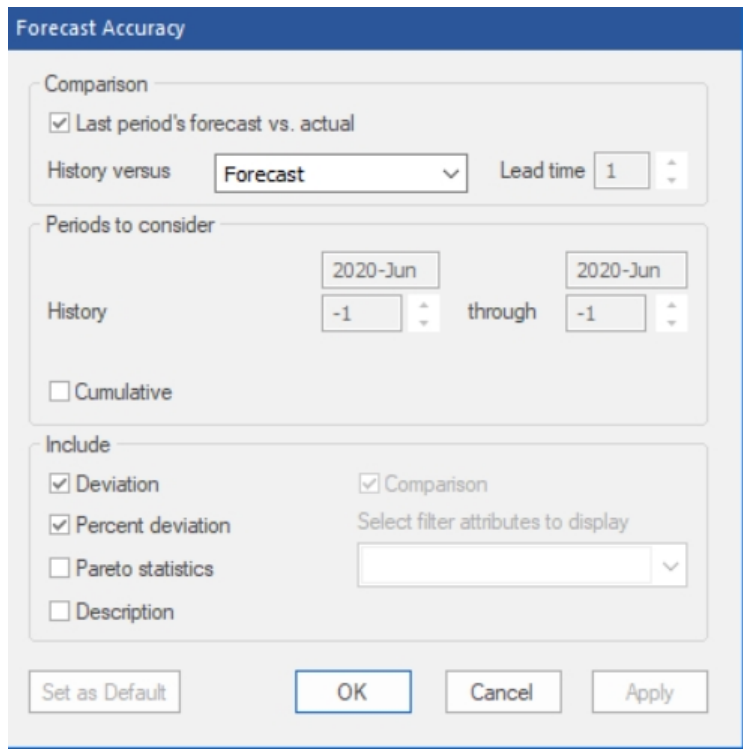 Forecast Accuracy
Comparison
Last period's forecast vs. actual
History versus Forecast Lead time 1
Periods to consider
2020-Jun 2020-Jun
History -1 through -1
Cumulative
Include
Deviation Comparison
Percent deviation Select filter attributes to display
Pareto statistics
Description
Set as Default OK Cancel Apply